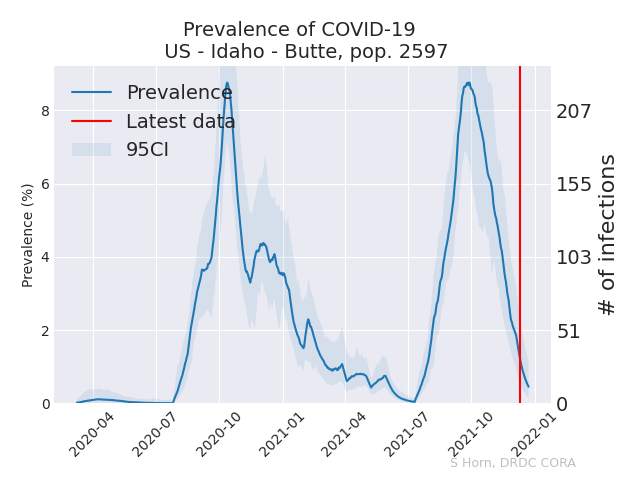 Prevalence of COVID-19
US - Idaho - Butte, pop. 2597
Prevalence
Latest data
95CI
Prevalence (%)
8
6
4
2
0
207
155
103
51
0
# of infections
2020-04
2020-07
2020-10
2021-01
2021-04
2021-07
2021-10
2022-01
S Horn, DRDC CORA